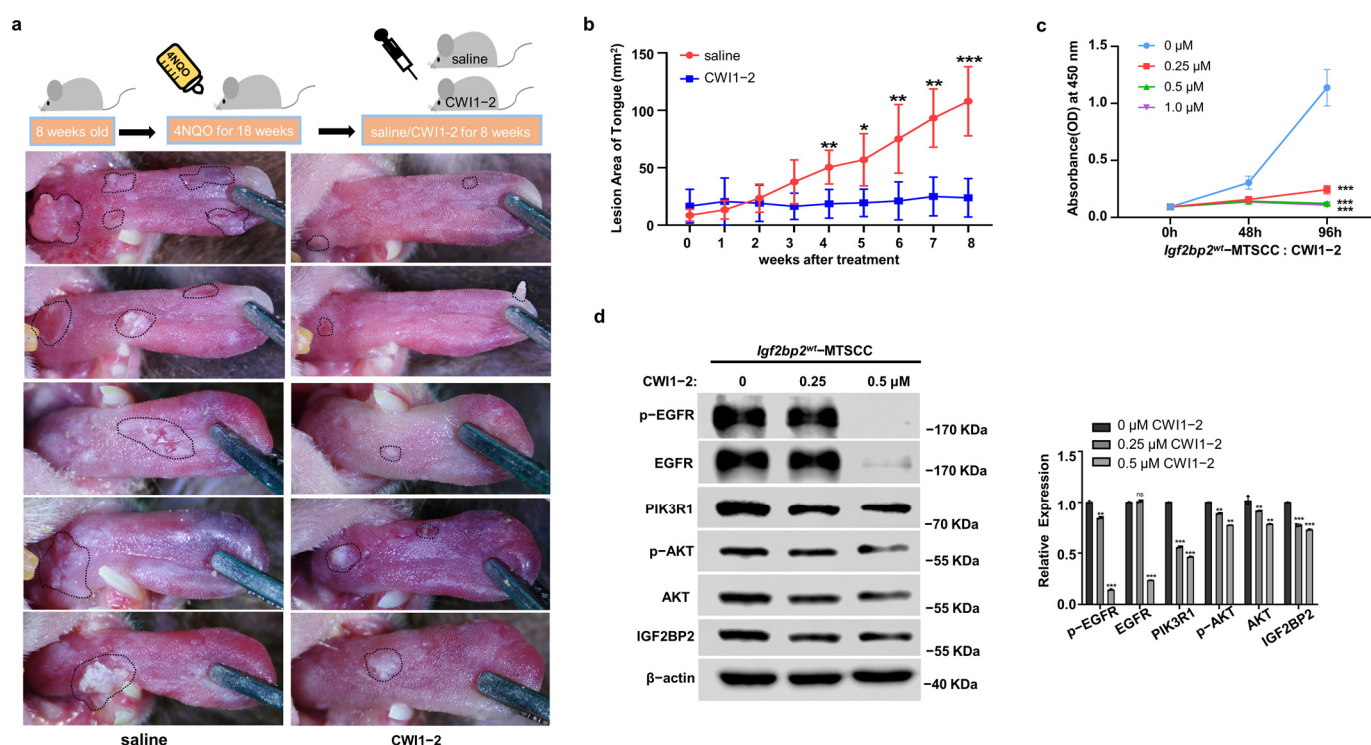 a
4NQO
saline
CWI1−2
8 weeks old
4NQO for 18 weeks
saline/CWI1-2 for 8 weeks
saline
CWI1−2
b
Lesion Area of Tongue (mm²)
150
100
50
0
saline
CWI1−2
***
**
**
*
**
0 1 2 3 4 5 6 7 8
weeks after treatment
c
Absorbance(OD) at 450 nm
1.5
1.0
0.5
0.0
0 µM
0.25 µM
0.5 µM
1.0 µM
***
***
***
0h 48h 96h
Igf2bp2wt−MTSCC : CWI1−2
d
Igf2bp2wt−MTSCC
CWI1−2: 0 0.25 0.5 µM
p−EGFR −170 KDa
EGFR −170 KDa
PIK3R1 −70 KDa
p−AKT −55 KDa
AKT −55 KDa
IGF2BP2 −55 KDa
β−actin −40 KDa
0 µM CWI1−2
0.25 µM CWI1−2
0.5 µM CWI1−2
Relative Expression
1.5
1.0
0.5
0.0
** *** ns *** *** *** ** ** ** ** *** ***
p−EGFR EGFR PIK3R1 p−AKT AKT IGF2BP2